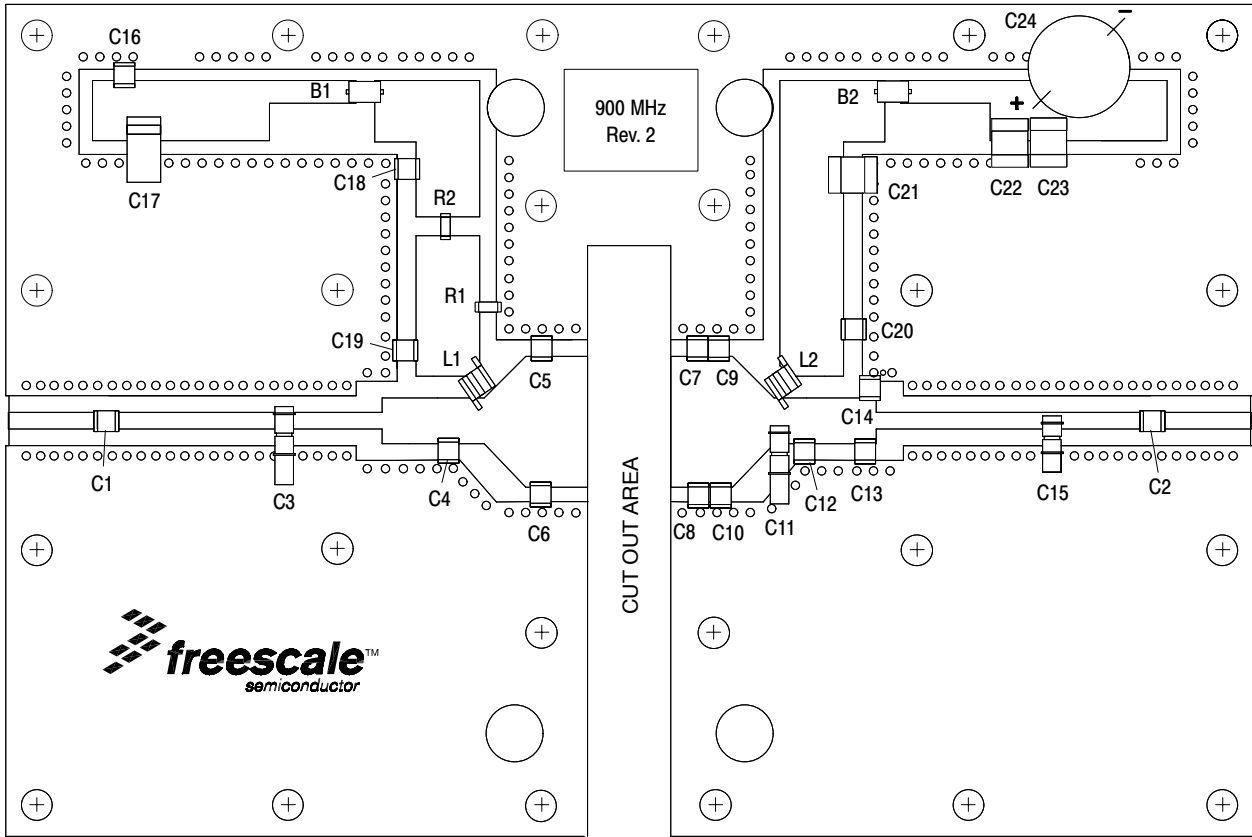 C16
C24
–
B1
B2
900 MHz
Rev. 2
+
C17
C18
R2
C21
C22
C23
R1
C19
L1
C5
C7
C9
L2
C20
C14
C1
C3
C4
C6
C8
C10
C11
C12
C13
C15
C2
CUT OUT AREA
freescale™
semiconductor